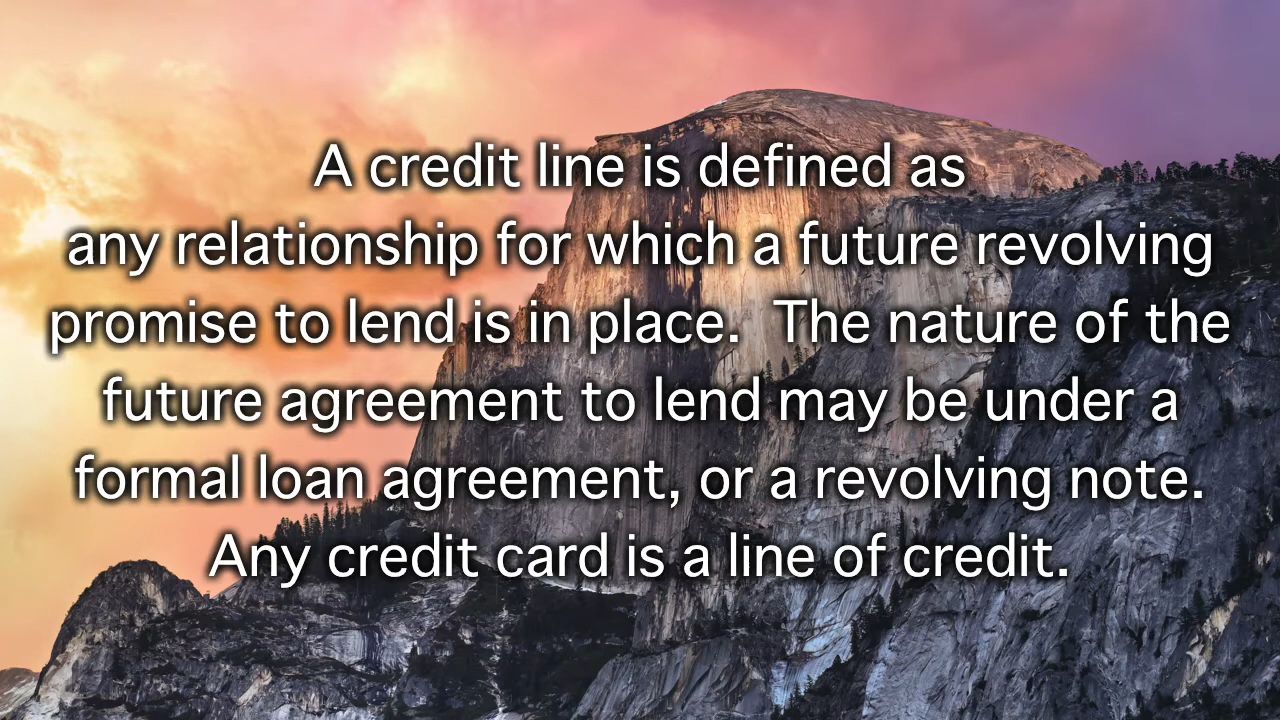 A credit line is defined as
any relationship for which a future revolving
promise to lend is in place.  The nature of the
future agreement to lend may be under a
formal loan agreement, or a revolving note.
Any credit card is a line of credit.